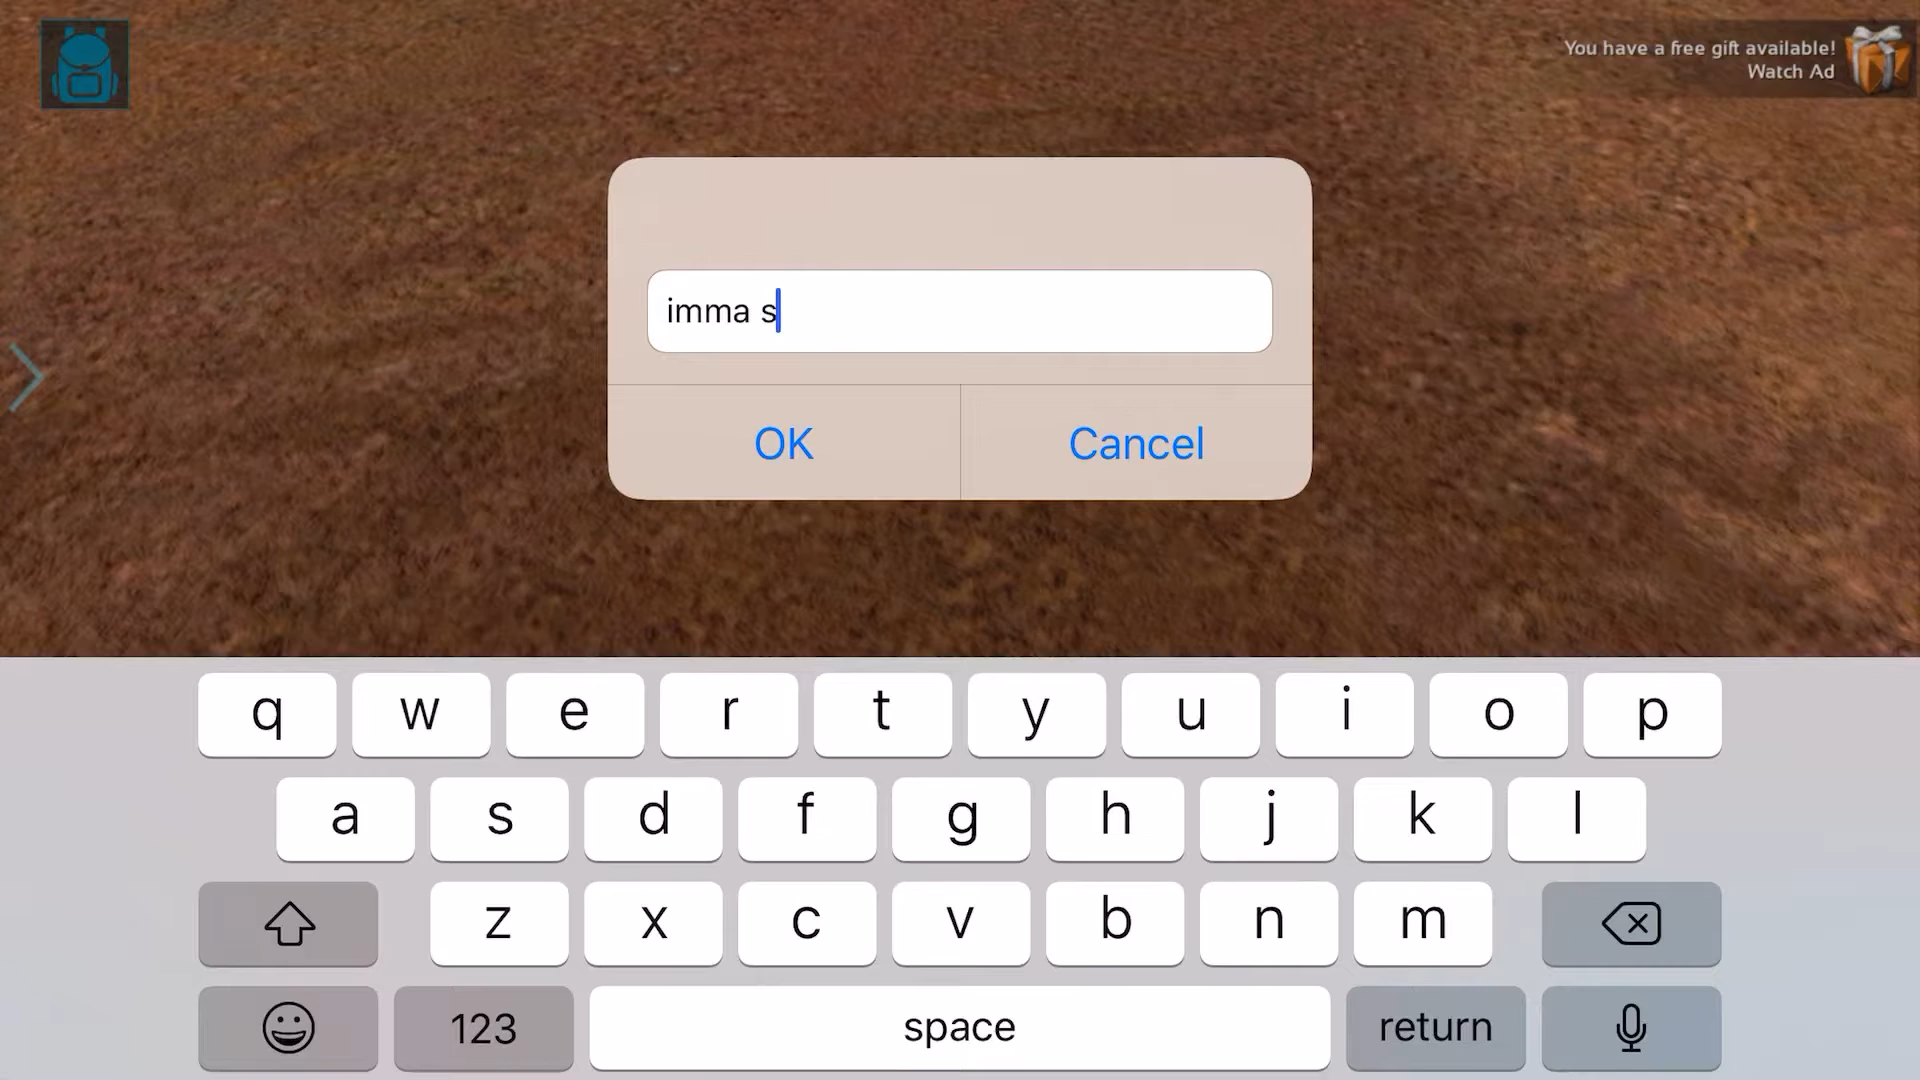 You have a free gift available!
Watch Ad
imma s
OK
Cancel
q w e r t y u i o p
a s d f g h j k l
z x c v b n m
123
space
return